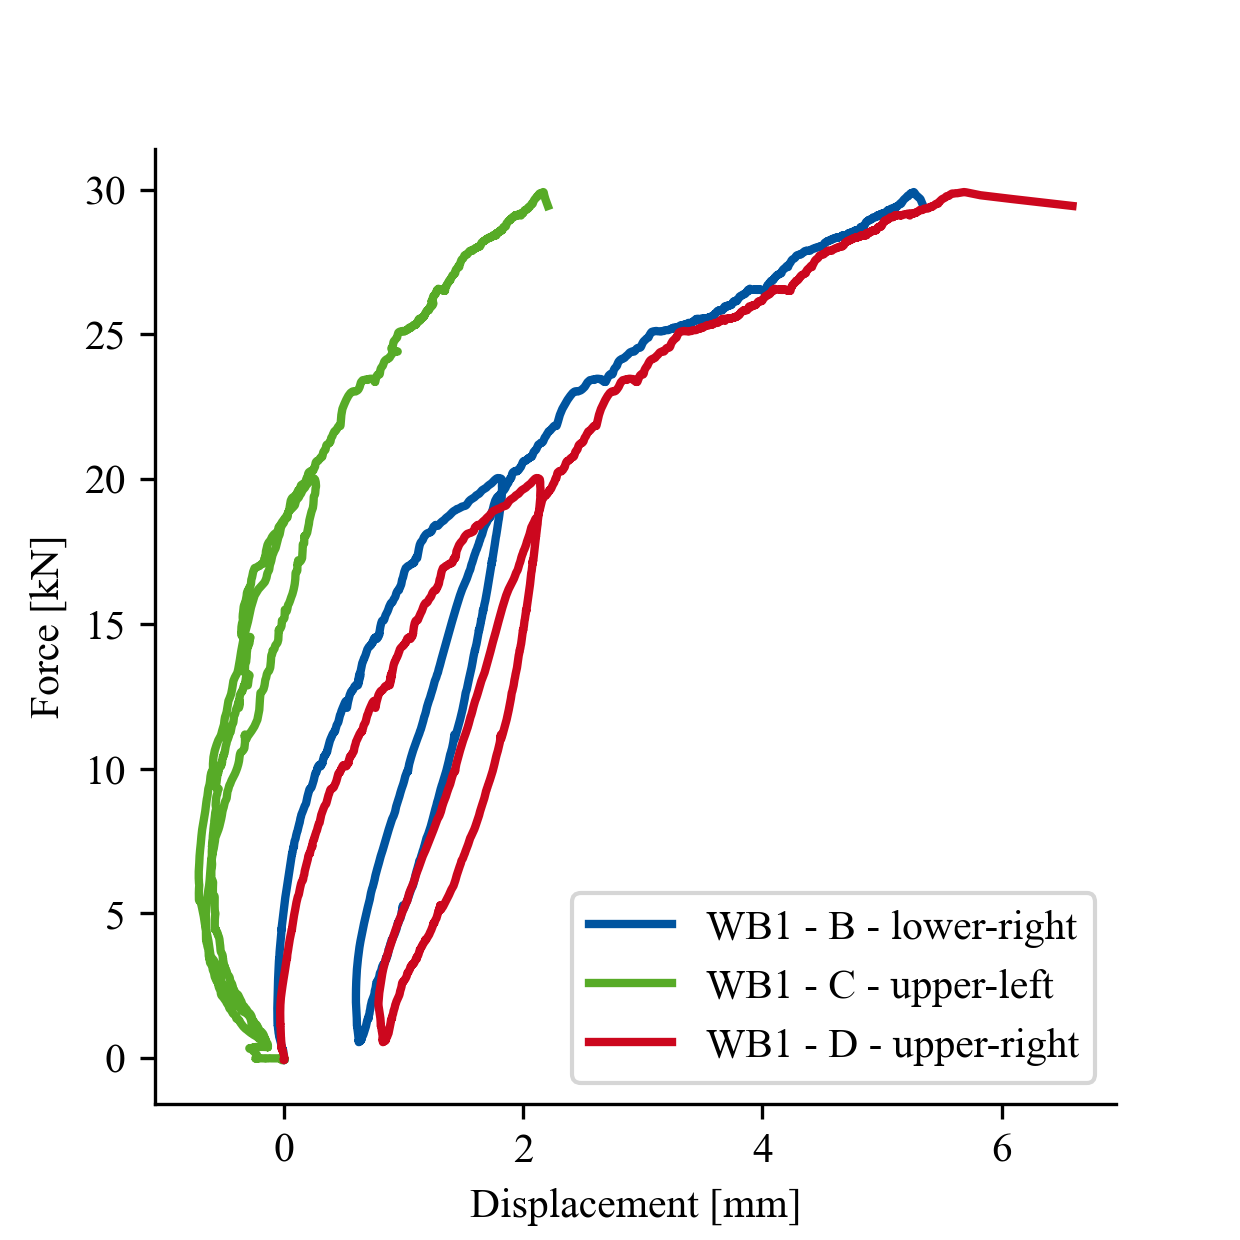 30
25
20
15
10
5
0
Force [kN]
WB1 - B - lower-right
WB1 - C - upper-left
WB1 - D - upper-right
0 2 4 6
Displacement [mm]